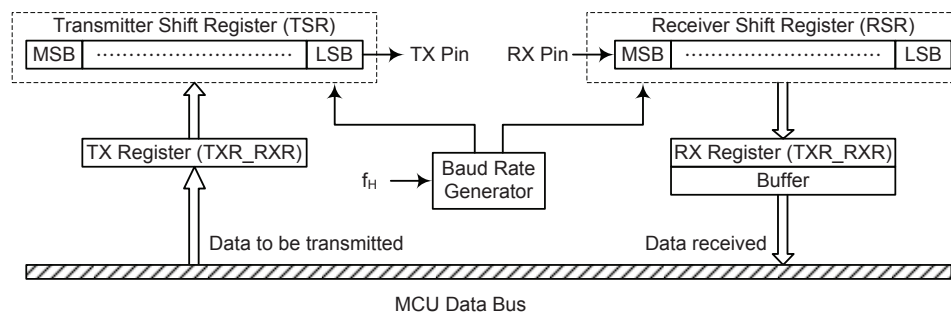 Transmitter Shift Register (TSR)
MSB ………………………… LSB
TX Pin
RX Pin
Receiver Shift Register (RSR)
MSB ………………………… LSB
TX Register (TXR_RXR)
fH
Baud Rate
Generator
RX Register (TXR_RXR)
Buffer
Data to be transmitted
Data received
MCU Data Bus